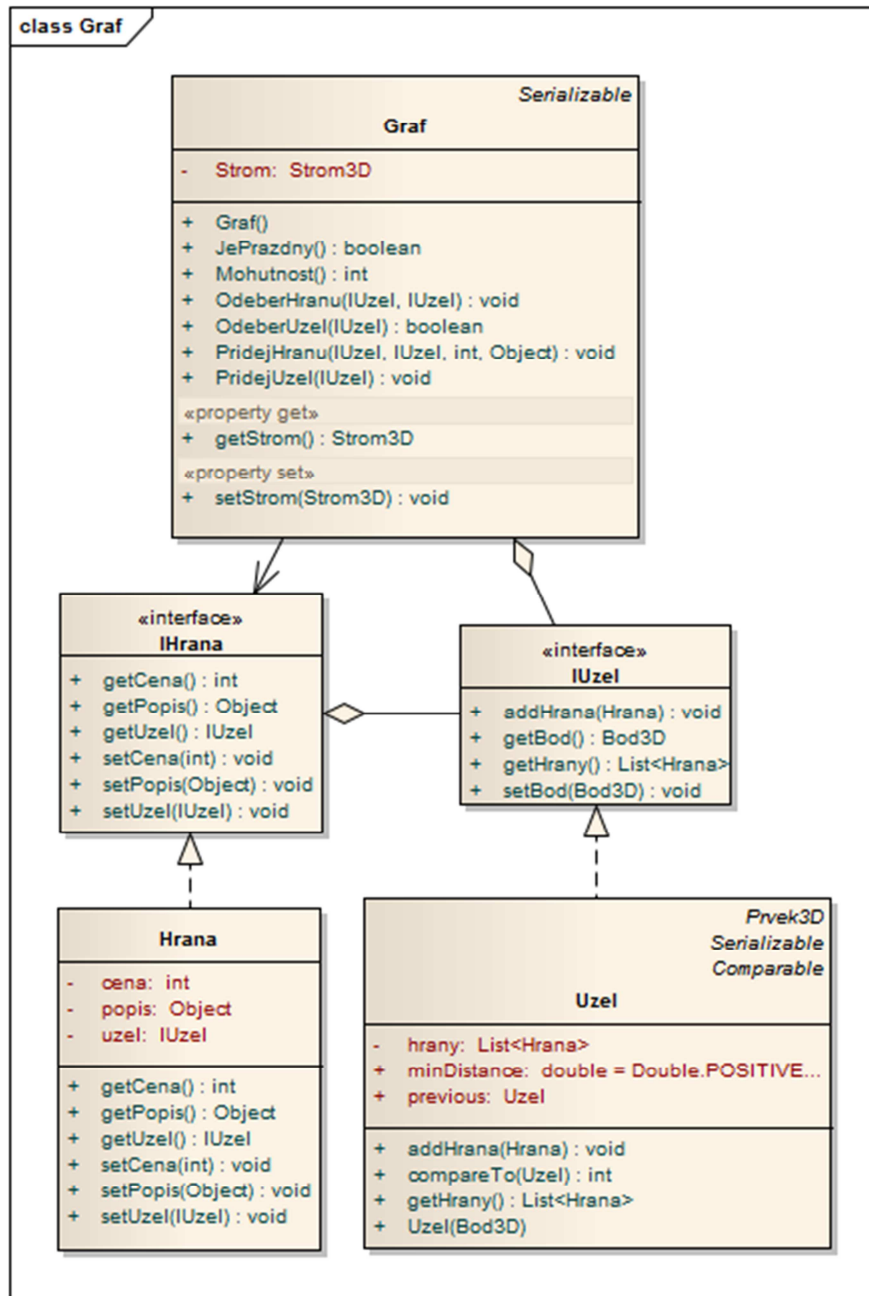 class Graf
Serializable
Graf
- Strom: Strom3D
+ Graf()
+ JePrazdny() : boolean
+ Mohutnost() : int
+ OdeberHranu(IUzel, IUzel) : void
+ OdeberUzel(IUzel) : boolean
+ PridejHranu(IUzel, IUzel, int, Object) : void
+ PridejUzel(IUzel) : void
«property get»
+ getStrom() : Strom3D
«property set»
+ setStrom(Strom3D) : void
«interface»
IHrana
+ getCena() : int
+ getPopis() : Object
+ getUzel() : IUzel
+ setCena(int) : void
+ setPopis(Object) : void
+ setUzel(IUzel) : void
«interface»
IUzel
+ addHrana(Hrana) : void
+ getBod() : Bod3D
+ getHrany() : List<Hrana>
+ setBod(Bod3D) : void
Hrana
- cena: int
- popis: Object
- uzel: IUzel
+ getCena() : int
+ getPopis() : Object
+ getUzel() : IUzel
+ setCena(int) : void
+ setPopis(Object) : void
+ setUzel(IUzel) : void
Prvek3D
Serializable
Comparable
Uzel
- hrany: List<Hrana>
+ minDistance: double = Double.POSITIVE...
+ previous: Uzel
+ addHrana(Hrana) : void
+ compareTo(Uzel) : int
+ getHrany() : List<Hrana>
+ Uzel(Bod3D)